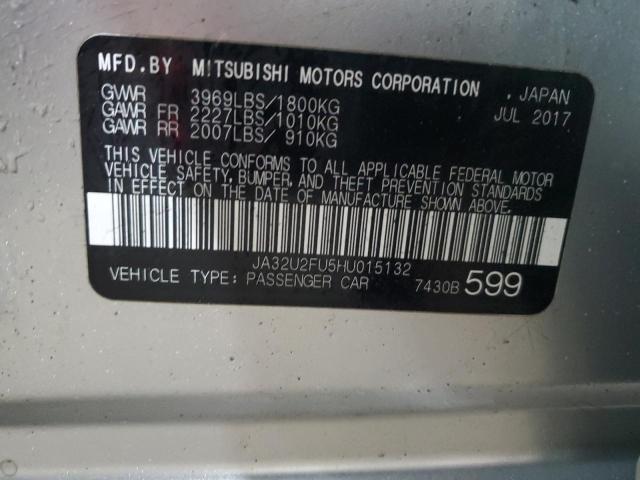 MFD.BY MITSUBISHI MOTORS CORPORATION , JAPAN
GVWR 3969LBS/1800KG JUL 2017
GAWR FR 2227LBS/1010KG
GAWR RR 2007LBS/ 910KG
THIS VEHICLE CONFORMS TO ALL APPLICABLE FEDERAL MOTOR
VEHICLE SAFETY, BUMPER, AND THEFT PREVENTION STANDARDS
IN EFFECT ON THE DATE OF MANUFACTURE SHOWN ABOVE.
JA32U2FU5HU015132
VEHICLE TYPE: PASSENGER CAR 7430B 599